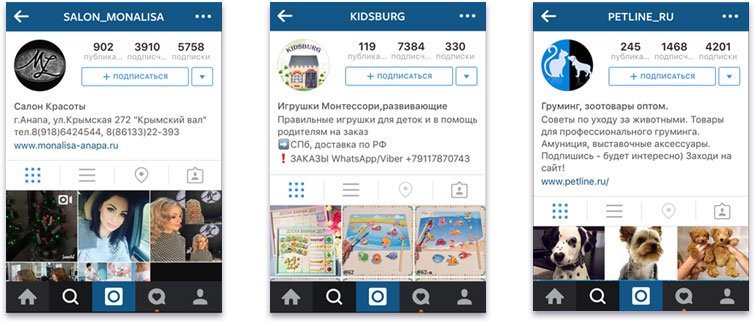 SALON_MONALISA
902 3910 5758
публика... подписч... подписки
+ ПОДПИСАТЬСЯ
Салон Красоты
г.Анапа, ул.Крымская 272 "Крымский вал"
тел.8(918)6424544, 8(86133)22-393
www.monalisa-anapa.ru
KIDSBURG
119 7384 330
публика... подписч... подписки
KIDSBURG
+ ПОДПИСАТЬСЯ
Игрушки Монтессори,развивающие
Правильные игрушки для деток и в помощь
родителям на заказ
СПб, доставка по РФ
ЗАКАЗЫ WhatsApp/Viber +79117870743
#62 #62-а
PETLINE_RU
245 1468 4201
публика... подписч... подписки
+ ПОДПИСАТЬСЯ
Груминг, зоотовары оптом.
Советы по уходу за животными. Товары
для профессионального груминга.
Амуниция, выставочные аксессуары.
Подпишись - будет интересно) Заходи на
сайт!
www.petline.ru/